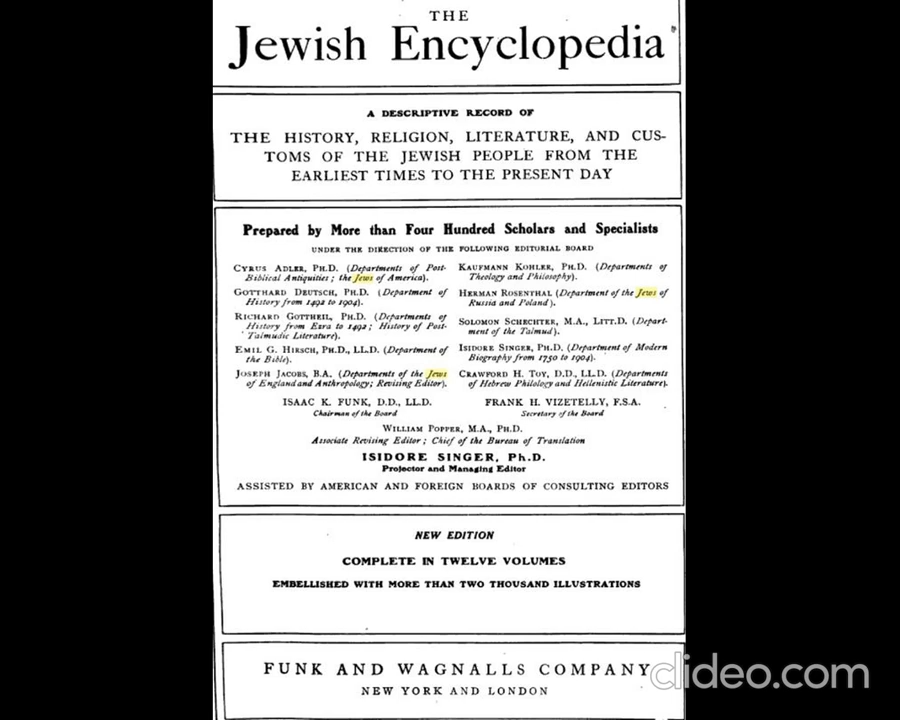 THE
Jewish Encyclopedia
A DESCRIPTIVE RECORD OF
THE HISTORY, RELIGION, LITERATURE, AND CUS-
TOMS OF THE JEWISH PEOPLE FROM THE
EARLIEST TIMES TO THE PRESENT DAY
Prepared by More than Four Hundred Scholars and Specialists
UNDER THE DIRECTION OF THE FOLLOWING EDITORIAL BOARD
CYRUS ADLER, PH.D. (Departments of Post-
Biblical Antiquities; the Jews of America).
GOTTHARD DEUTSCH, PH.D. (Department of
History from 1492 to 1904).
RICHARD GOTTHEIL, PH.D. (Departments of
History from Ezra to 1492; History of Post-
Talmudic Literature).
EMIL G. HIRSCH, PH.D., LL.D. (Department of
the Bible).
JOSEPH JACOBS, B.A. (Departments of the Jews
of England and Anthropology; Revising Editor).
KAUFMANN KOHLER, PH.D. (Departments of
Theology and Philosophy).
HERMAN ROSENTHAL (Department of the Jews of
Russia and Poland).
SOLOMON SCHECHTER, M.A., LITT.D. (Depart-
ment of the Talmud).
ISIDORE SINGER, PH.D. (Department of Modern
Biography from 1750 to 1904).
CRAWFORD H. TOY, D.D., LL.D. (Departments
of Hebrew Philology and Hellenistic Literature).
ISAAC K. FUNK, D.D., LL.D.
Chairman of the Board
FRANK H. VIZETELLY, F.S.A.
Secretary of the Board
WILLIAM POPPER, M.A., PH.D.
Associate Revising Editor; Chief of the Bureau of Translation
ISIDORE SINGER, Ph.D.
Projector and Managing Editor
ASSISTED BY AMERICAN AND FOREIGN BOARDS OF CONSULTING EDITORS
NEW EDITION
COMPLETE IN TWELVE VOLUMES
EMBELLISHED WITH MORE THAN TWO THOUSAND ILLUSTRATIONS
FUNK AND WAGNALLS COMPANY
NEW YORK AND LONDON
clideo.com